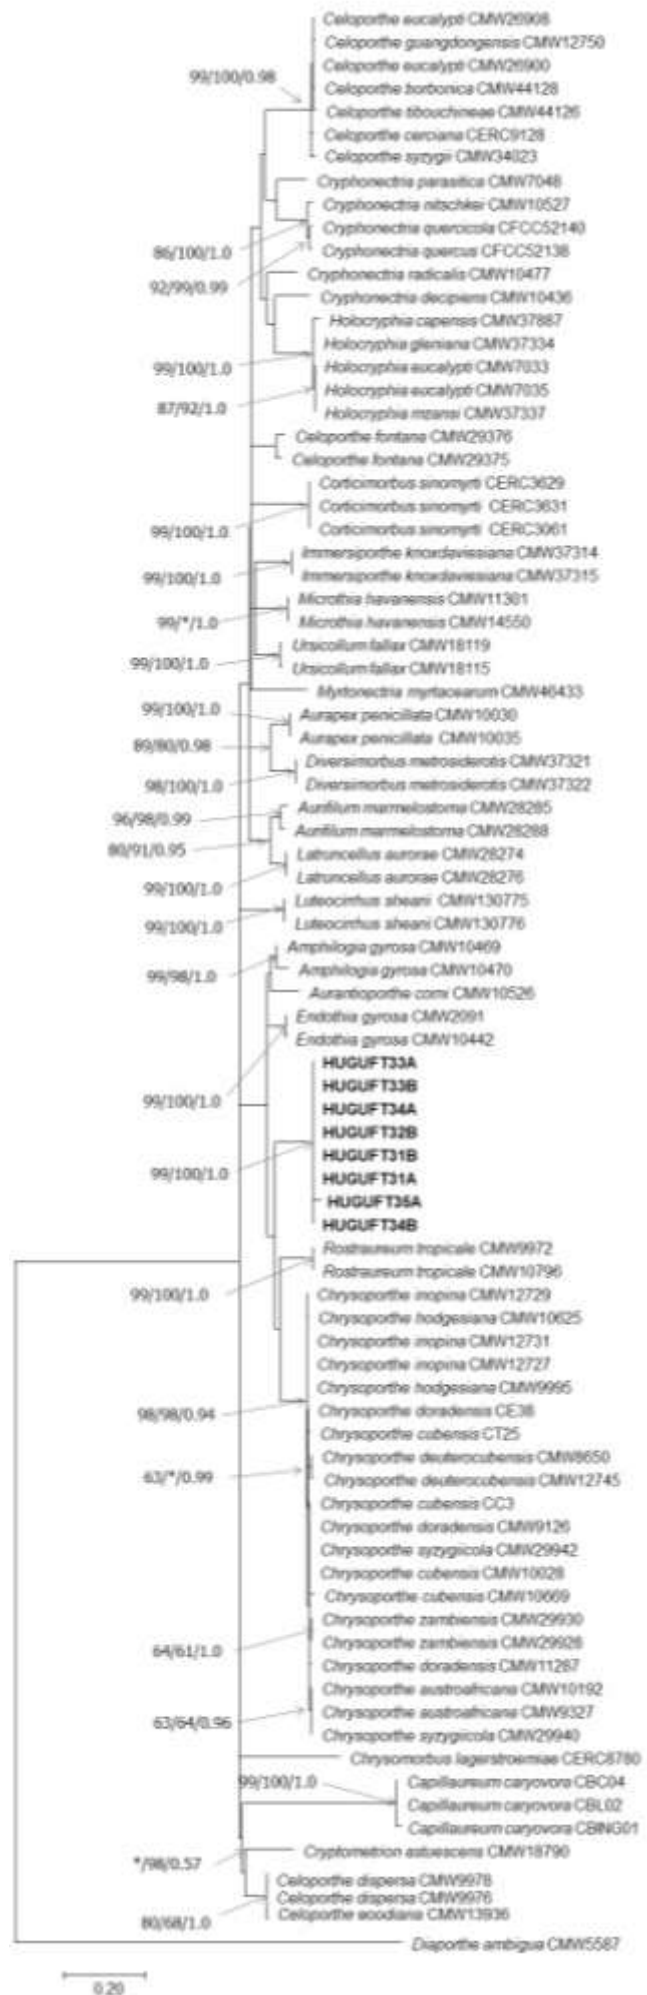 Celoporthe eucalypti CMW26908
Celoporthe guangdongensis CMW12750
Celoporthe eucalypti CMW26900
99/100/0.98
Celoporthe borbonica CMW44128
Celoporthe tibouchineae CMW44126
Celoporthe cerciana CERC9128
Celoporthe syzygii CMW34023
Cryphonectria parasitica CMW7048
Cryphonectria nitschkei CMW10527
Cryphonectria quercicola CFCC52140
86/100/1.0
Cryphonectria quercus CFCC52138
Cryphonectria radicalis CMW10477
92/99/0.99
Cryphonectria decipiens CMW10436
Holocryphia capensis CMW37887
Holocryphia gleniana CMW37334
99/100/1.0
Holocryphia eucalypti CMW7033
Holocryphia eucalypti CMW7035
87/92/1.0
Holocryphia mzansi CMW37337
Celoporthe fontana CMW29376
Celoporthe fontana CMW29375
Corticimorbus sinomyrti CERC3629
Corticimorbus sinomyrti CERC3631
99/100/1.0
Corticimorbus sinomyrti CERC3061
Immersiporthe knoxdaviesiana CMW37314
99/100/1.0
Immersiporthe knoxdaviesiana CMW37315
Microthia havanensis CMW11301
99/*/1.0
Microthia havanensis CMW14550
Ursicollum fallax CMW18119
99/100/1.0
Ursicollum fallax CMW18115
Myrtonectria myrtacearum CMW46433
99/100/1.0
Aurapex penicillata CMW10030
Aurapex penicillata CMW10035
89/80/0.98
Diversimorbus metrosiderotis CMW37321
98/100/1.0
Diversimorbus metrosiderotis CMW37322
Aurifilum marmelostoma CMW28285
96/98/0.99
Aurifilum marmelostoma CMW28288
80/91/0.95
Latruncellus aurorae CMW28274
Latruncellus aurorae CMW28276
99/100/1.0
Luteocirrhus shearii CMW130775
Luteocirrhus shearii CMW130776
99/100/1.0
Amphilogia gyrosa CMW10469
Amphilogia gyrosa CMW10470
99/98/1.0
Aurantioporthe corni CMW10526
Endothia gyrosa CMW2091
Endothia gyrosa CMW10442
HUGUFT33A
HUGUFT33B
99/100/1.0
HUGUFT34A
HUGUFT32B
HUGUFT31B
99/100/1.0
HUGUFT31A
HUGUFT35A
HUGUFT34B
Rostraureum tropicale CMW9972
Rostraureum tropicale CMW10796
99/100/1.0
Chrysoporthe inopina CMW12729
Chrysoporthe hodgesiana CMW10625
Chrysoporthe inopina CMW12731
Chrysoporthe inopina CMW12727
Chrysoporthe hodgesiana CMW9995
98/98/0.94
Chrysoporthe doradensis CE38
Chrysoporthe cubensis CT25
Chrysoporthe deuterocubensis CMW8650
63/*/0.99
Chrysoporthe deuterocubensis CMW12745
Chrysoporthe cubensis CC3
Chrysoporthe doradensis CMW9126
Chrysoporthe syzygiicola CMW29942
Chrysoporthe cubensis CMW10028
Chrysoporthe cubensis CMW10669
Chrysoporthe zambiensis CMW29930
Chrysoporthe zambiensis CMW29928
64/61/1.0
Chrysoporthe doradensis CMW11287
Chrysoporthe austroafricana CMW10192
Chrysoporthe austroafricana CMW9327
63/64/0.96
Chrysoporthe syzygiicola CMW29940
Chrysomorbus lagerstroemiae CERC8780
99/100/1.0
Capillaureum caryovora CBC04
Capillaureum caryovora CBL02
Capillaureum caryovora CBING01
Cryptometrion aestuescens CMW18790
*/98/0.57
Celoporthe dispersa CMW9978
Celoporthe dispersa CMW9976
Celoporthe woodiana CMW13936
80/68/1.0
Diaporthe ambigua CMW5587
0.20